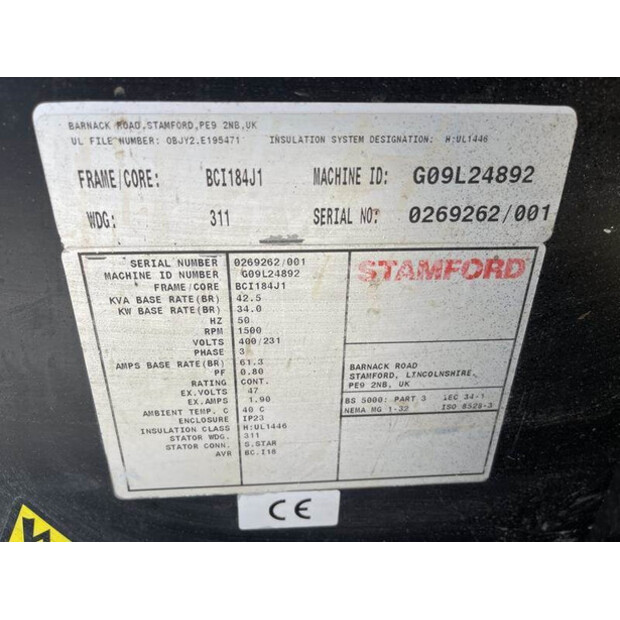 BARNACK ROAD,STAMFORD,PE9 2NB,UK
UL FILE NUMBER: OBJY2.E195471 INSULATION SYSTEM DESIGNATION: H:UL1446
FRAME/CORE: BCI184J1 MACHINE ID: G09L24892
WDG: 311 SERIAL NO: 0269262/001
SERIAL NUMBER 0269262/001
MACHINE ID NUMBER G09L24892
FRAME/CORE BCI184J1
KVA BASE RATE(BR) 42.5
KW BASE RATE(BR) 34.0
HZ 50
RPM 1500
VOLTS 400/231
PHASE 3
AMPS BASE RATE(BR) 61.3
PF 0.80
RATING CONT.
EX.VOLTS 47
EX.AMPS 1.90
AMBIENT TEMP. C 40 C
ENCLOSURE IP23
INSULATION CLASS H:UL1446
STATOR WDG. 311
STATOR CONN. S.STAR
AVR BC.I18
STAMFORD
BARNACK ROAD
STAMFORD, LINCOLNSHIRE,
PE9 2NB, UK
BS 5000: PART 3 IEC 34-1
NEMA MG 1-32 ISO 8528-3
CE